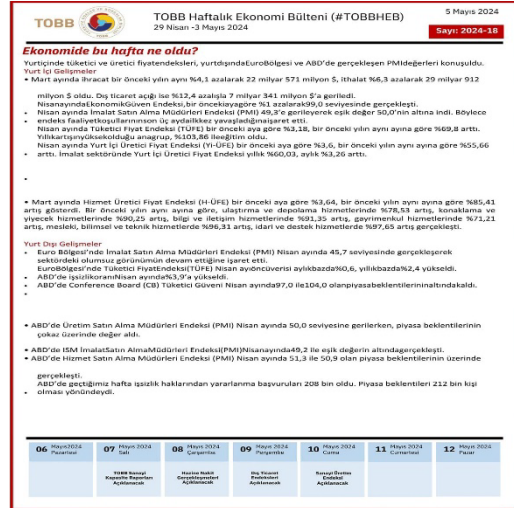 TOBB
TOBB Haftalık Ekonomi Bülteni (#TOBBHEB)
29 Nisan -3 Mayıs 2024
5 Mayıs 2024
Sayı: 2024-18
Ekonomide bu hafta ne oldu?
Yurtiçinde tüketici ve üretici fiyatendeksleri, yurtdışındaEuroBölgesi ve ABD'de gerçekleşen PMIdeğerleri konuşuldu.
Yurt İçi Gelişmeler
• Mart ayında ihracat bir önceki yılın aynı %4,1 azalarak 22 milyar 571 milyon $, ithalat %6,3 azalarak 29 milyar 912
milyon $ oldu. Dış ticaret açığı ise %12,4 azalışla 7 milyar 341 milyon $'a geriledi.
NisanayındaEkonomikGüven Endeksi,bir öncekiayagöre %1 azalarak99,0 seviyesinde gerçekleşti.
• Nisan ayında İmalat Satın Alma Müdürleri Endeksi (PMI) 49,3'e gerileyerek eşik değer 50,0'nin altına indi. Böylece
• endeks faaliyetkoşullarınınson üç aydailkkez yavaşladığınaişaret etti.
Nisan ayında Tüketici Fiyat Endeksi (TÜFE) bir önceki aya göre %3,18, bir önceki yılın aynı ayına göre %69,8 arttı.
• Yıllıkartışınyüksekolduğu anagrup, %103,86 ileeğitim oldu.
Nisan ayında Yurt İçi Üretici Fiyat Endeksi (Yi-ÜFE) bir önceki yılın aynı ayına göre %55,66
• arttı. İmalat sektöründe Yurt İçi Üretici Fiyat Endeksi yıllık %60,03, aylık %3,26 arttı.
•
• Mart ayında Hizmet Üretici Fiyat Endeksi (H-ÜFE) bir önceki aya göre %3,64, bir önceki yılın aynı ayına göre %85,41
artış gösterdi. Bir önceki yılın aynı ayına göre, ulaştırma ve depolama hizmetlerinde %78,53 artış, konaklama ve
yiyecek hizmetlerinde %90,25 artış, bilgi ve iletişim hizmetlerinde %91,35 artış, gayrimenkul hizmetlerinde %71,21
artış, mesleki, bilimsel ve teknik hizmetlerde %96,31 artış, idari ve destek hizmetlerde %97,65 artış gerçekleşti.
Yurt Dışı Gelişmeler
• Euro Bölgesi'nde İmalat Satın Alma Müdürleri Endeksi (PMI) Nisan ayında 45,7 seviyesinde gerçekleşerek
sektördeki olumsuz görünümün devam ettiğine işaret etti.
EuroBölgesi'nde Tüketici FiyatEndeksi(TÜFE) Nisan ayıöncüverisi aylıkbazda%0,6, yıllıkbazda%2,4 yükseldi.
• ABD'de işsizlikoranıNisan ayında%3,9'a yükseldi.
• ABD'de Conference Board (CB) Tüketici Güveni Nisan ayında97,0 ile104,0 olanpiyasabeklentilerininaltındakaldı.
•
• ABD'de Üretim Satın Alma Müdürleri Endeksi (PMI) Nisan ayında 50,0 seviyesine gerilerken, piyasa beklentilerinin
çokaz üzerinde değer aldı.
• ABD'de ISM İmalatSatın AlmaMüdürleri Endeksi(PMI)Nisanayında49,2 ile eşik değerin altındagerçekleşti.
• ABD'de Hizmet Satın Alma Müdürleri Endeksi (PMI) Nisan ayında 51,3 ile 50,9 olan piyasa beklentilerinin üzerinde
gerçekleşti.
ABD'de geçtiğimiz hafta işsizlik haklarından yararlanma başvuruları 208 bin oldu. Piyasa beklentileri 212 bin kişi
• olması yönündeydi.
06 Mayıs2024 Pazartesi
07 Mayıs 2024 Salı
08 Mayıs 2024 Çarşamba
09 Mayıs 2024 Perşembe
10 Mayıs 2024 Cuma
11 Mayıs 2024 Cumartesi
12 Mayıs 2024 Pazar
TOBB Sanayi Kapasite Raporları Açıklanacak
Hazine Nakit Gerçekleşmeleri Açıklanacak
Dış Ticaret Endeksleri Açıklanacak
Sanayi Üretim Endeksi Açıklanacak